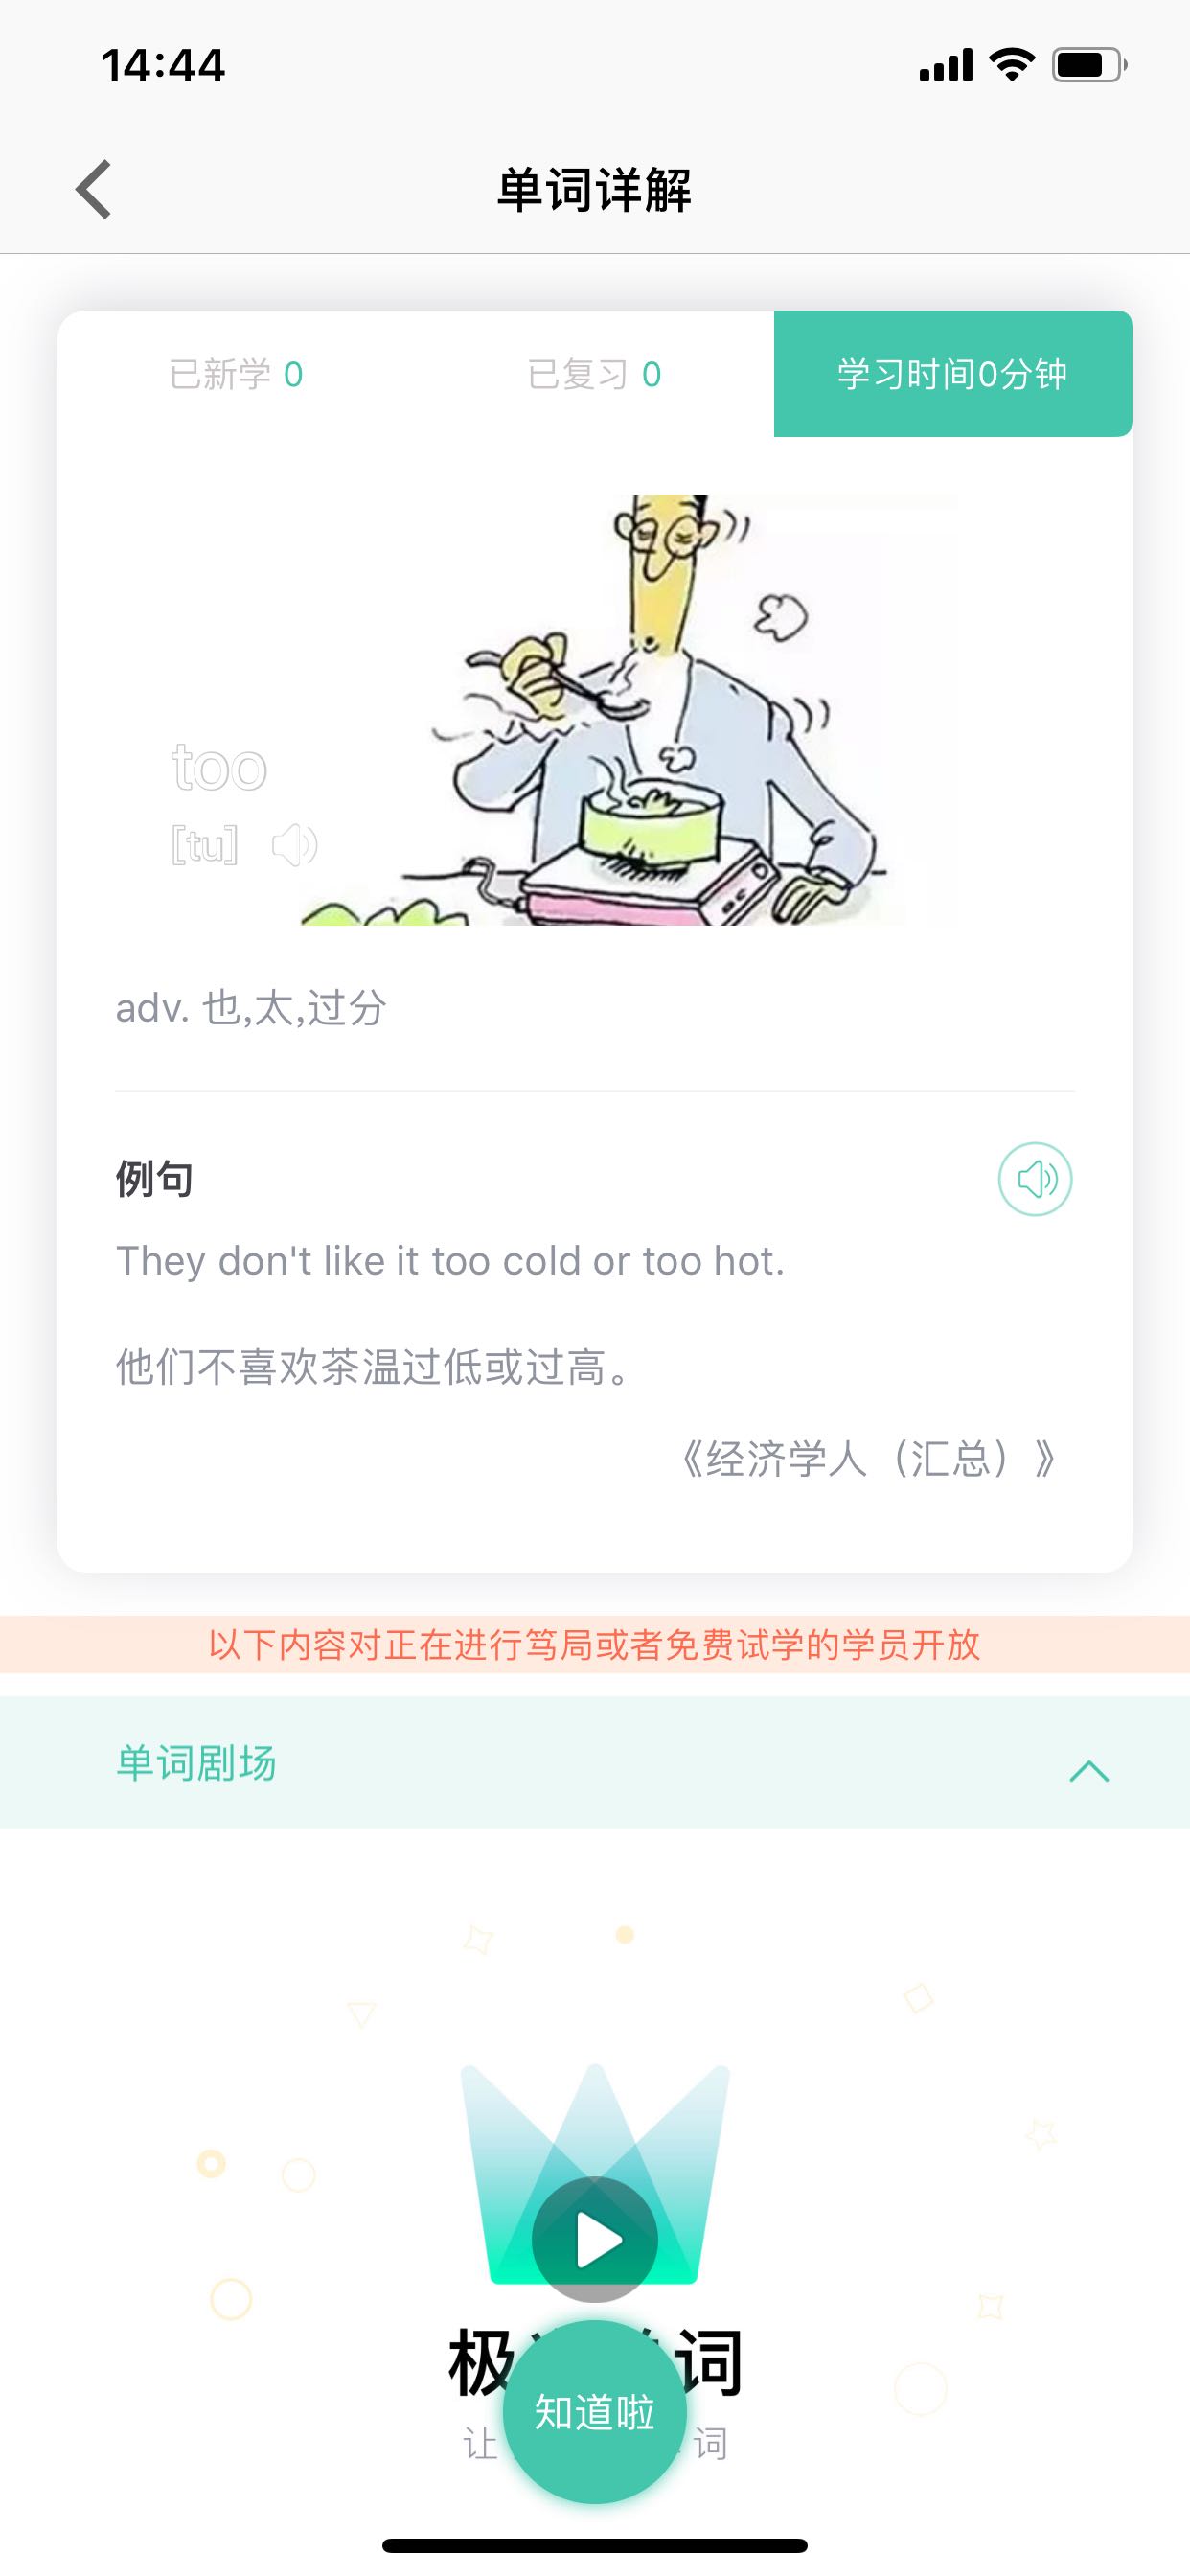 14:44
单词详解
已新学 0
已复习 0
学习时间0分钟
too
[tu]
adv. 也,太,过分
例句
They don't like it too cold or too hot.
他们不喜欢茶温过低或过高。
《经济学人（汇总）》
以下内容对正在进行笃局或者免费试学的学员开放
单词剧场
极 词
知道啦
让 词